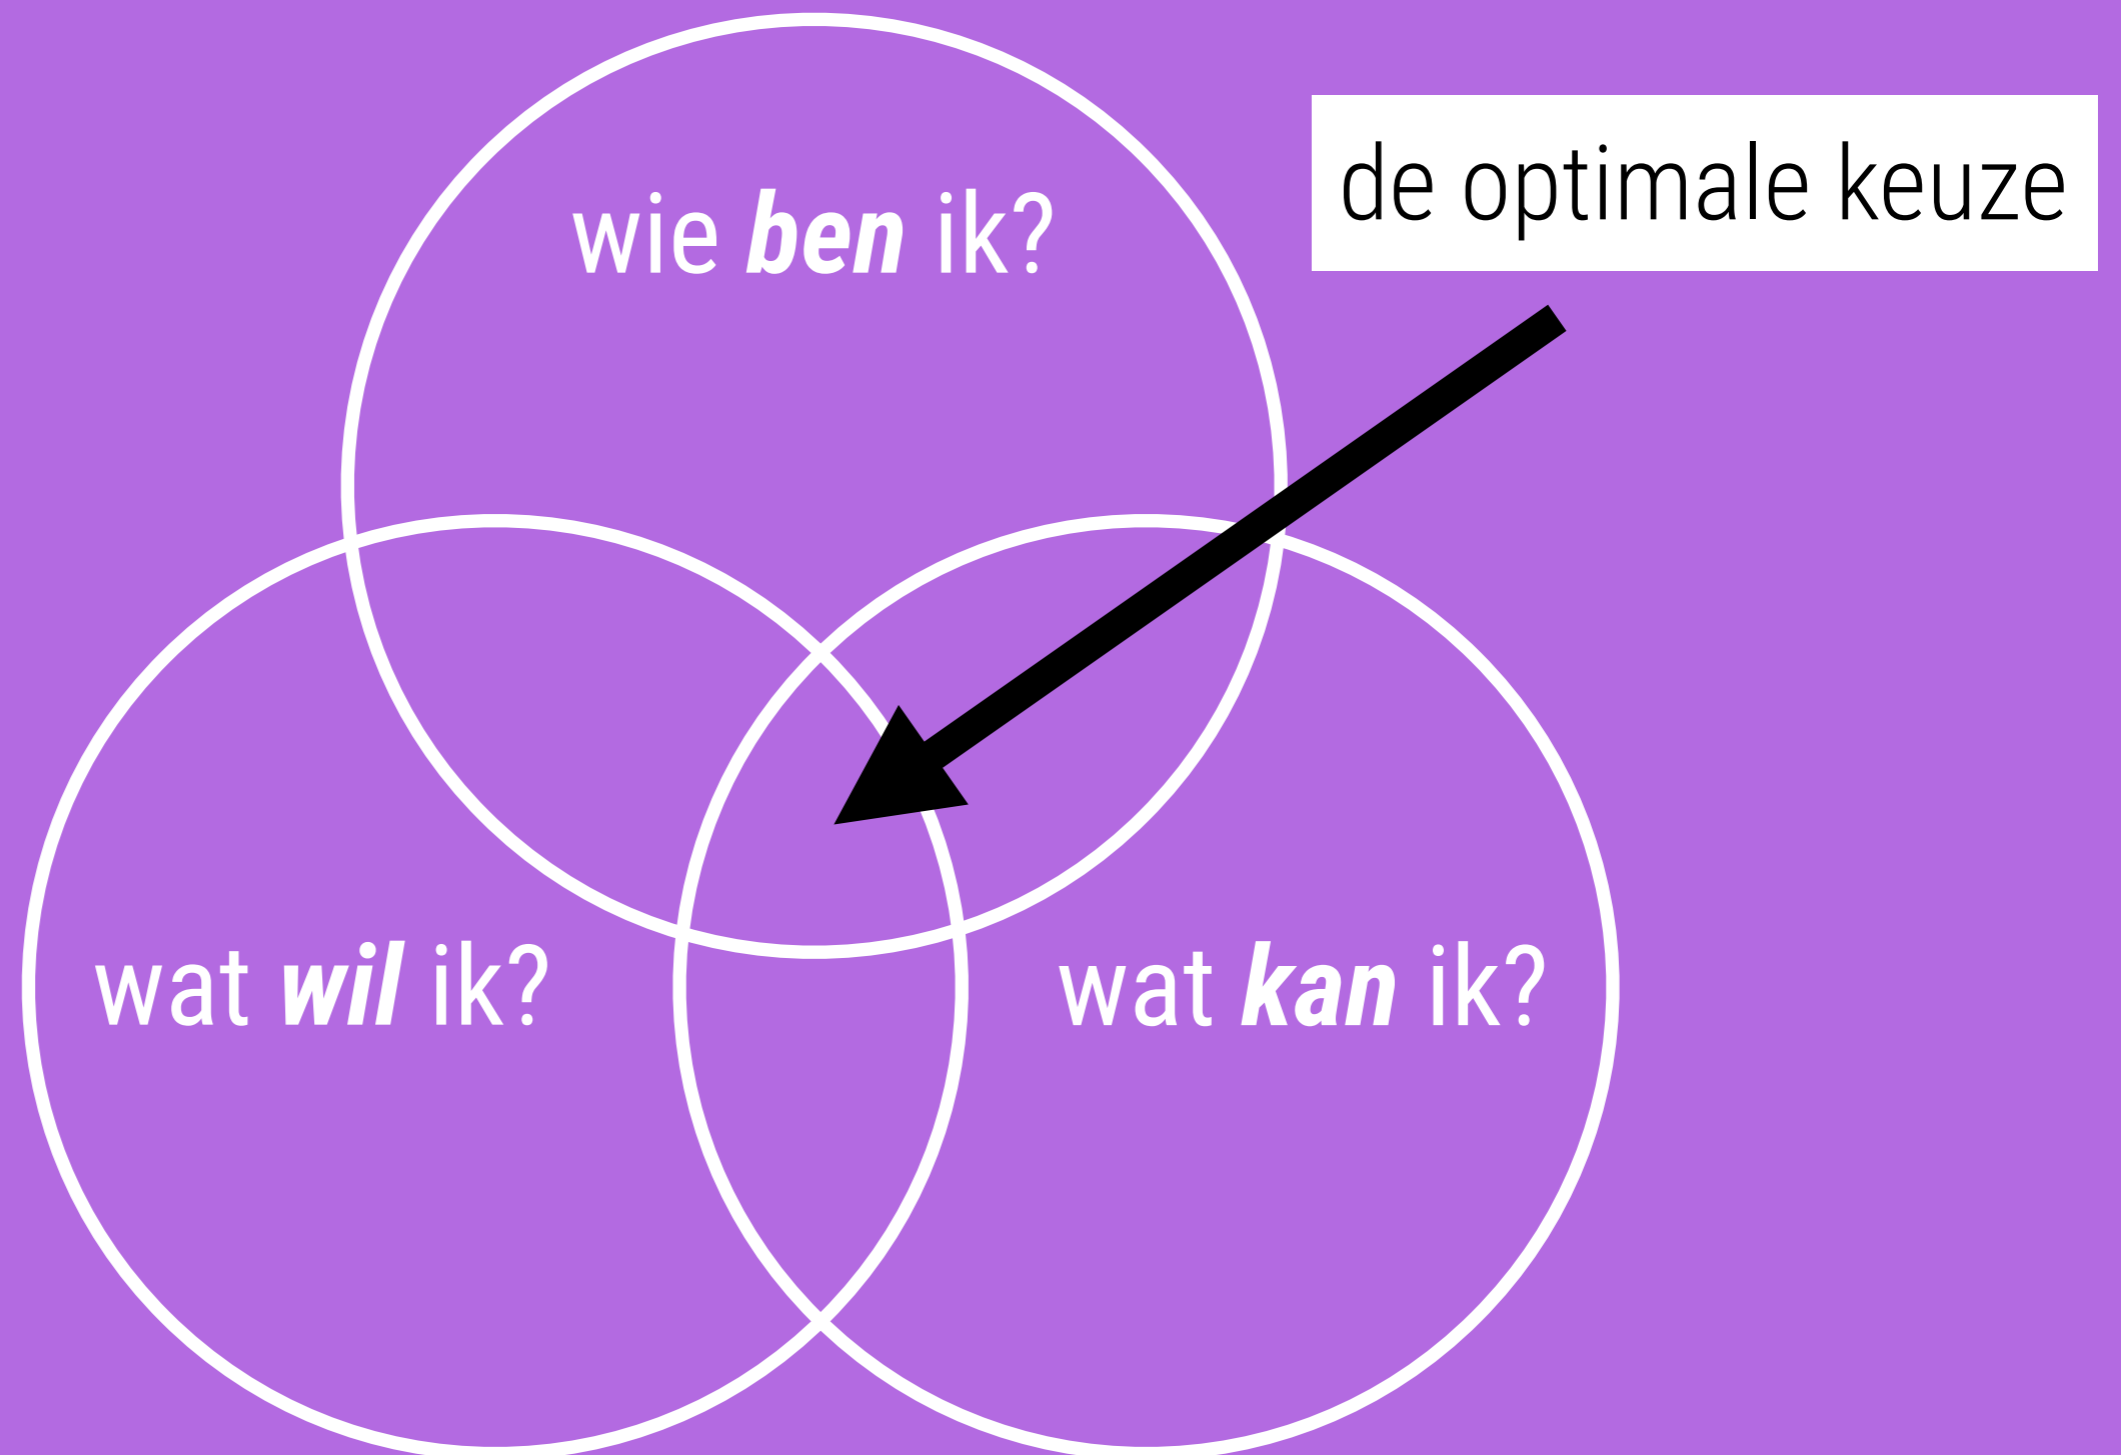 wie ben ik?
de optimale keuze
wat wil ik?
wat kan ik?